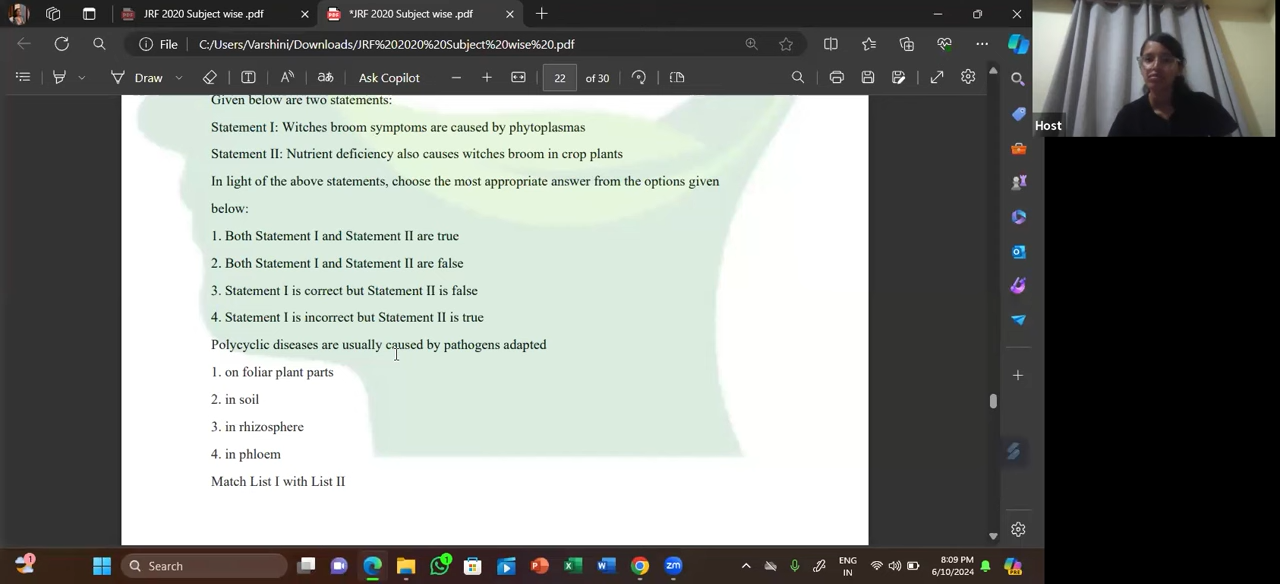 JRF 2020 Subject wise .pdf
*JRF 2020 Subject wise .pdf
File
C:/Users/Varshini/Downloads/JRF%202020%20Subject%20wise%20.pdf
Draw
Ask Copilot
22 of 30
Host
Given below are two statements:
Statement I: Witches broom symptoms are caused by phytoplasmas
Statement II: Nutrient deficiency also causes witches broom in crop plants
In light of the above statements, choose the most appropriate answer from the options given
below:
1. Both Statement I and Statement II are true
2. Both Statement I and Statement II are false
3. Statement I is correct but Statement II is false
4. Statement I is incorrect but Statement II is true
Polycyclic diseases are usually caused by pathogens adapted
1. on foliar plant parts
2. in soil
3. in rhizosphere
4. in phloem
Match List I with List II
Search
ENG
IN
8:09 PM
6/10/2024